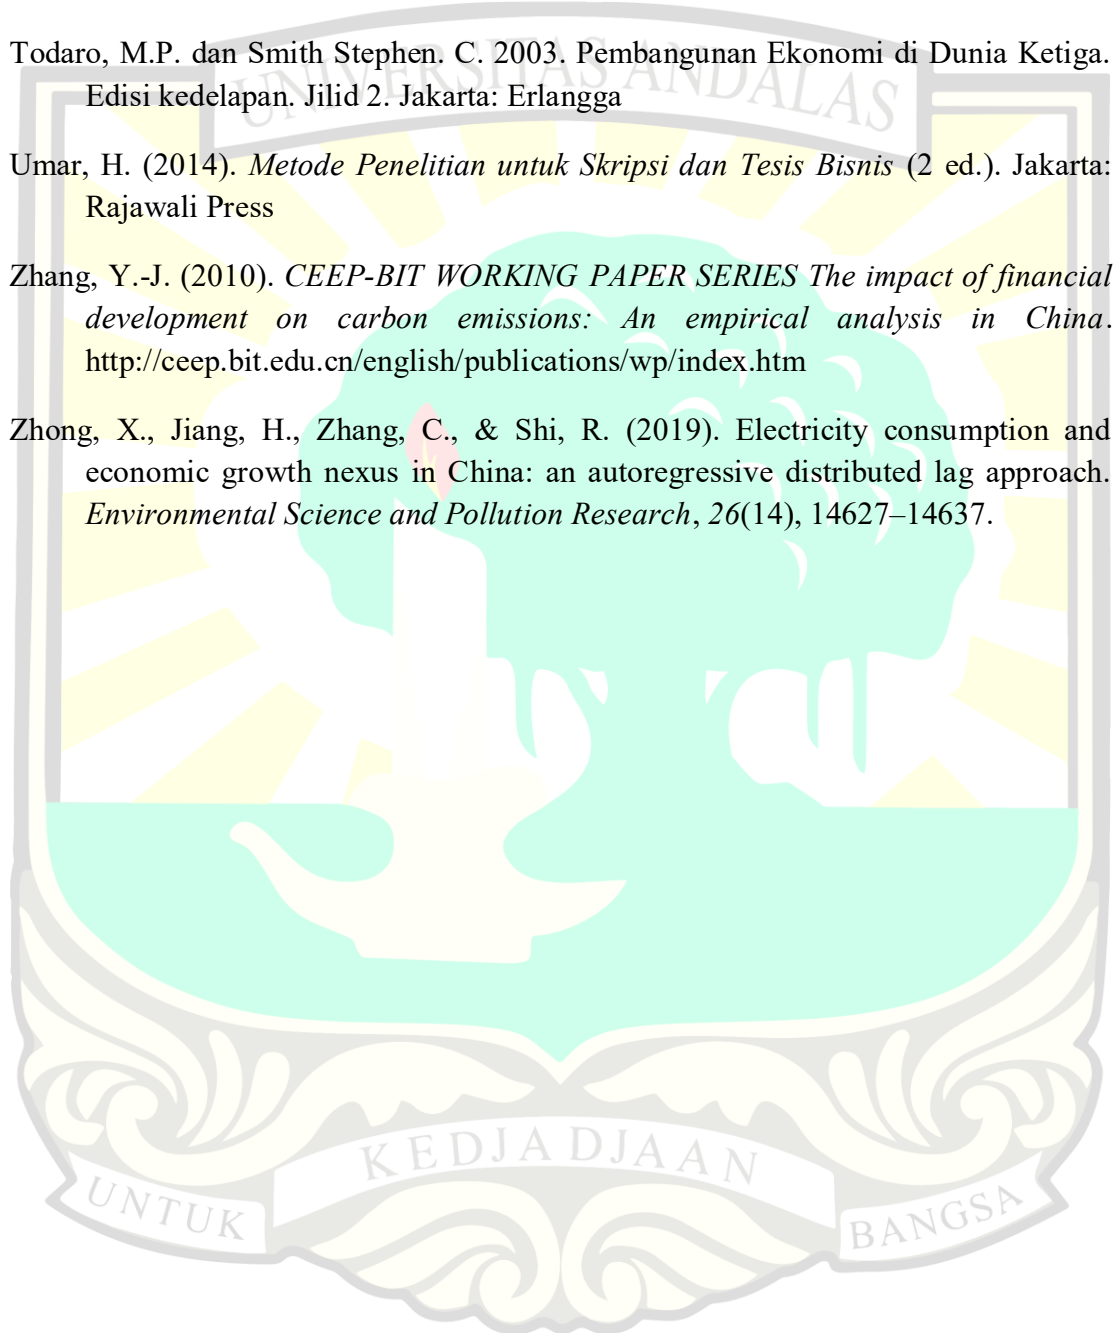 UNIVERSITAS ANDALAS
Todaro, M.P. dan Smith Stephen. C. 2003. Pembangunan Ekonomi di Dunia Ketiga.
Edisi kedelapan. Jilid 2. Jakarta: Erlangga
Umar, H. (2014). Metode Penelitian untuk Skripsi dan Tesis Bisnis (2 ed.). Jakarta:
Rajawali Press
Zhang, Y.-J. (2010). CEEP-BIT WORKING PAPER SERIES The impact of financial
development on carbon emissions: An empirical analysis in China.
http://ceep.bit.edu.cn/english/publications/wp/index.htm
Zhong, X., Jiang, H., Zhang, C., & Shi, R. (2019). Electricity consumption and
economic growth nexus in China: an autoregressive distributed lag approach.
Environmental Science and Pollution Research, 26(14), 14627–14637.
UNTUK KEDJADJAAN BANGSA